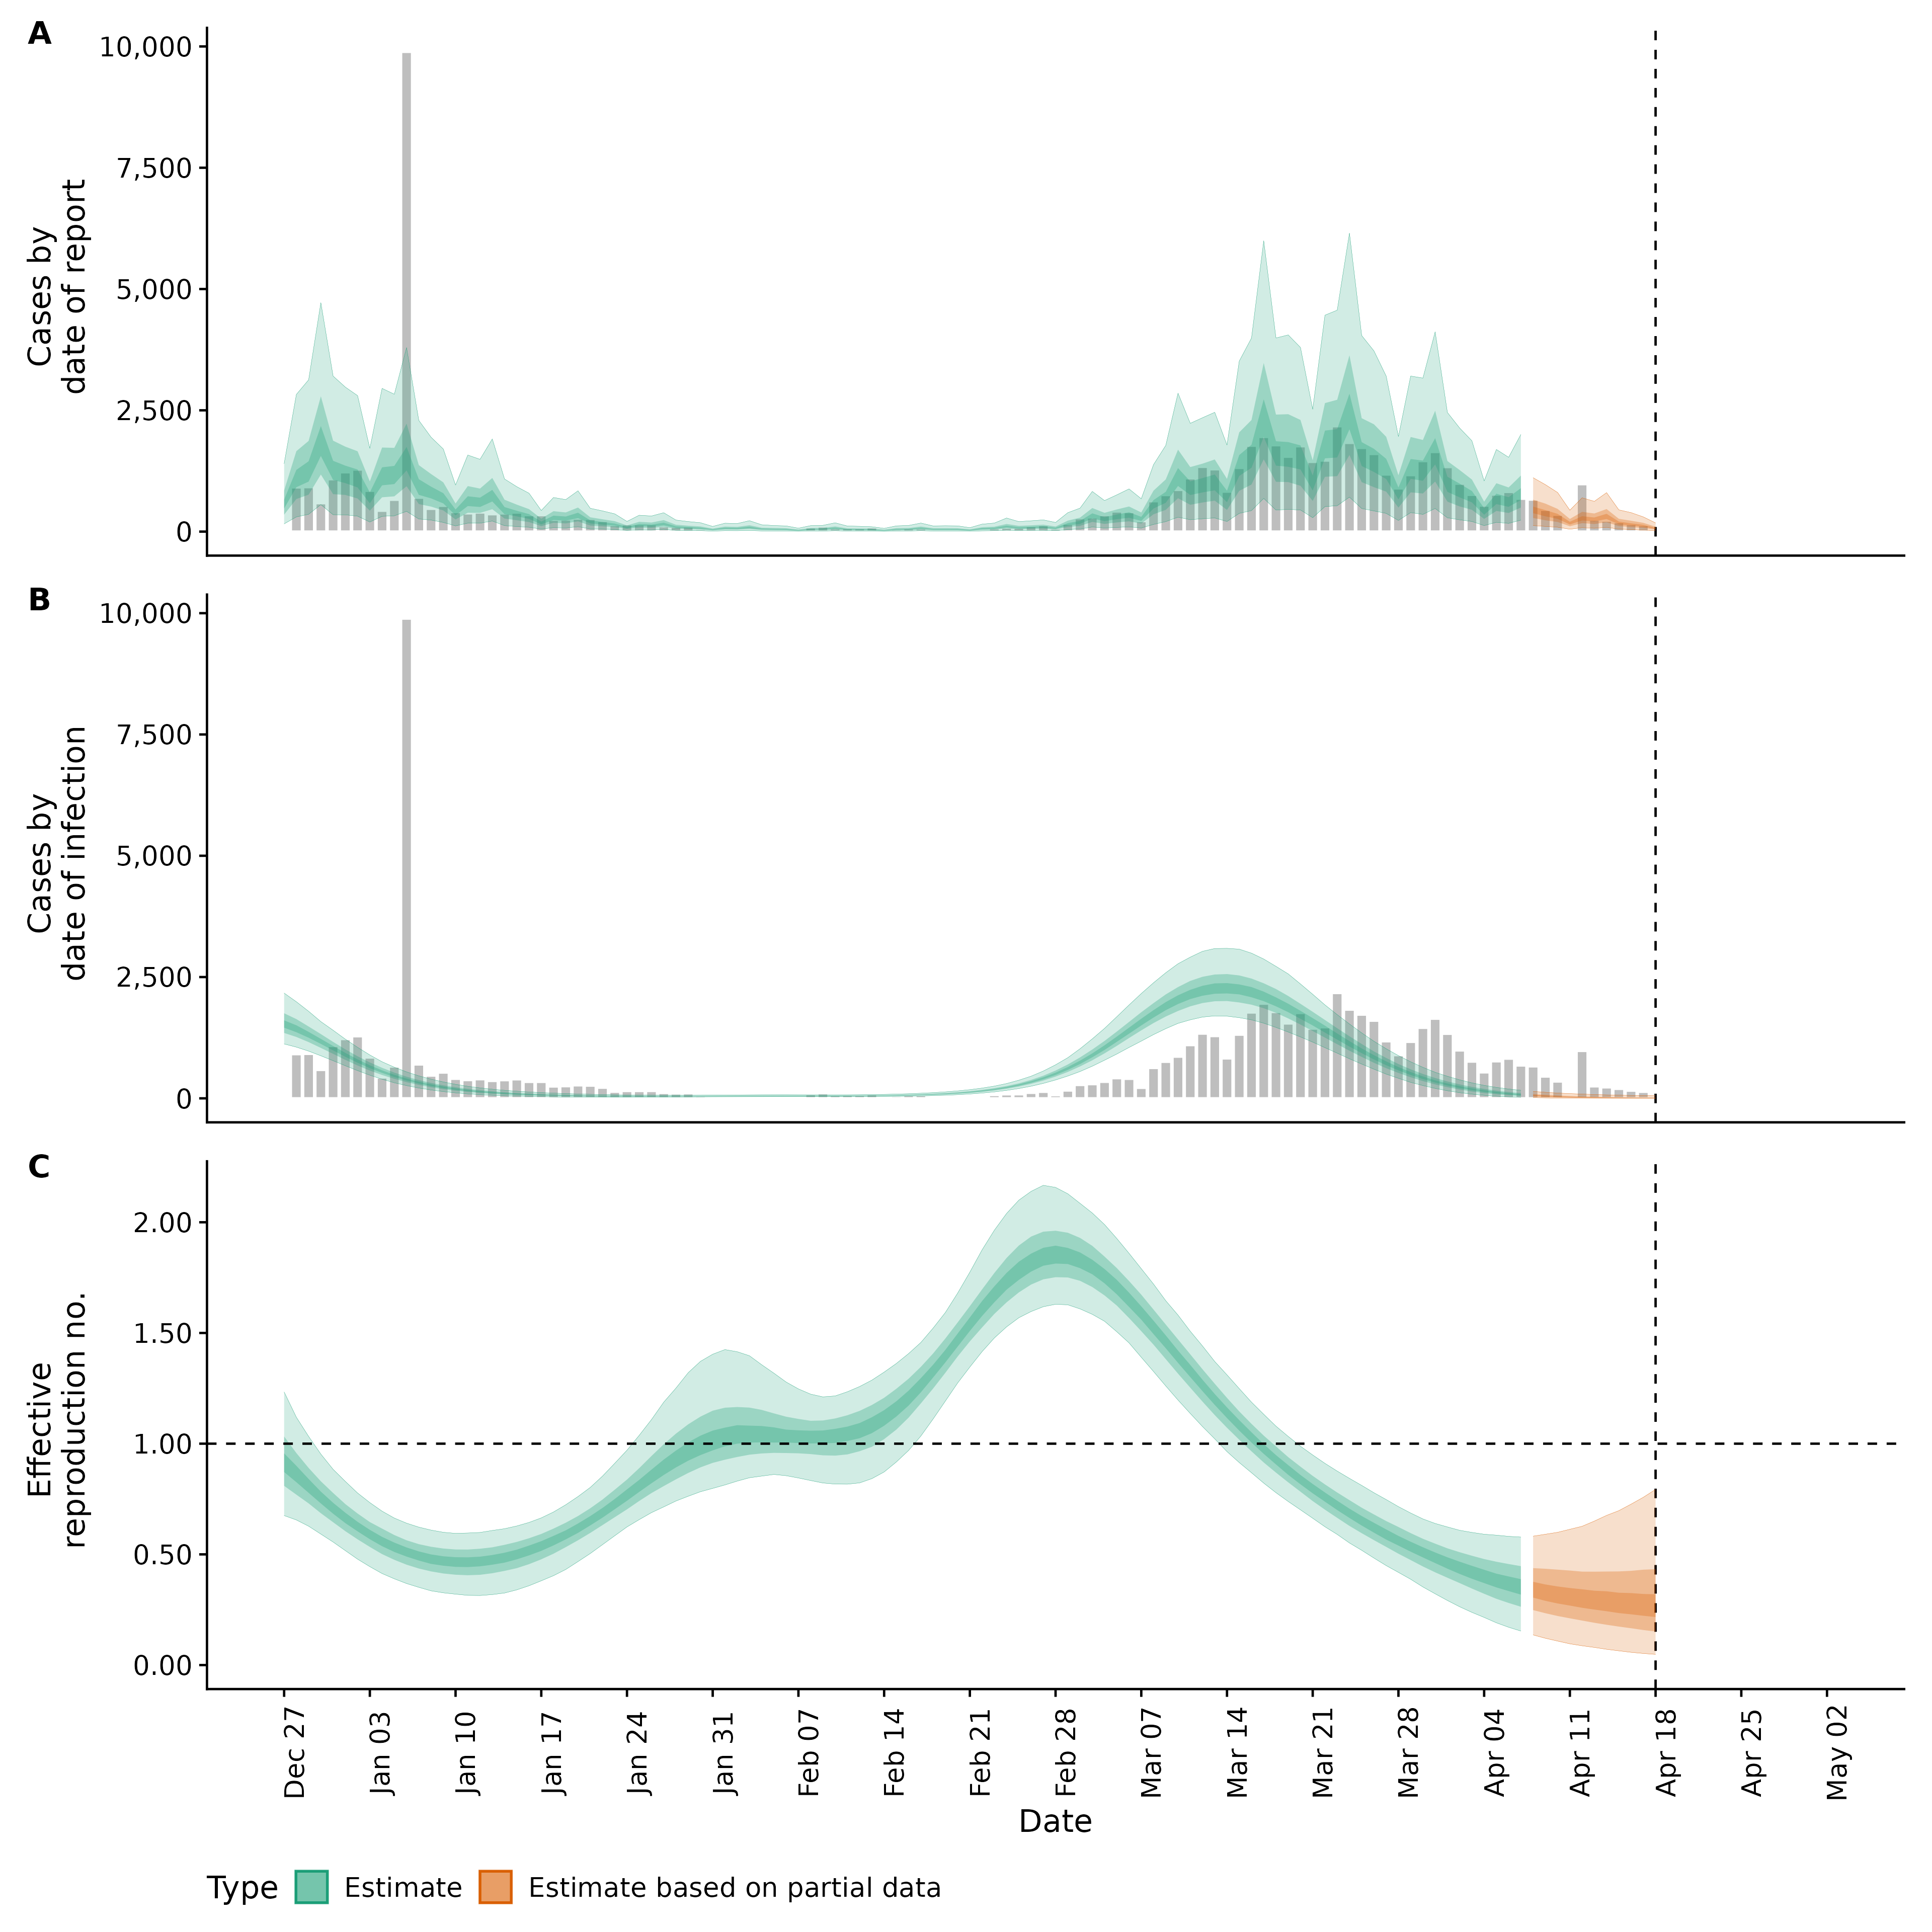 A
10,000
7,500
5,000
2,500
0
Cases by
date of report
B
10,000
7,500
5,000
2,500
0
Cases by
date of infection
C
2.00
1.50
1.00
0.50
0.00
Effective
reproduction no.
Dec 27
Jan 03
Jan 10
Jan 17
Jan 24
Jan 31
Feb 07
Feb 14
Feb 21
Feb 28
Mar 07
Mar 14
Mar 21
Mar 28
Apr 04
Apr 11
Apr 18
Apr 25
May 02
Date
Type Estimate Estimate based on partial data